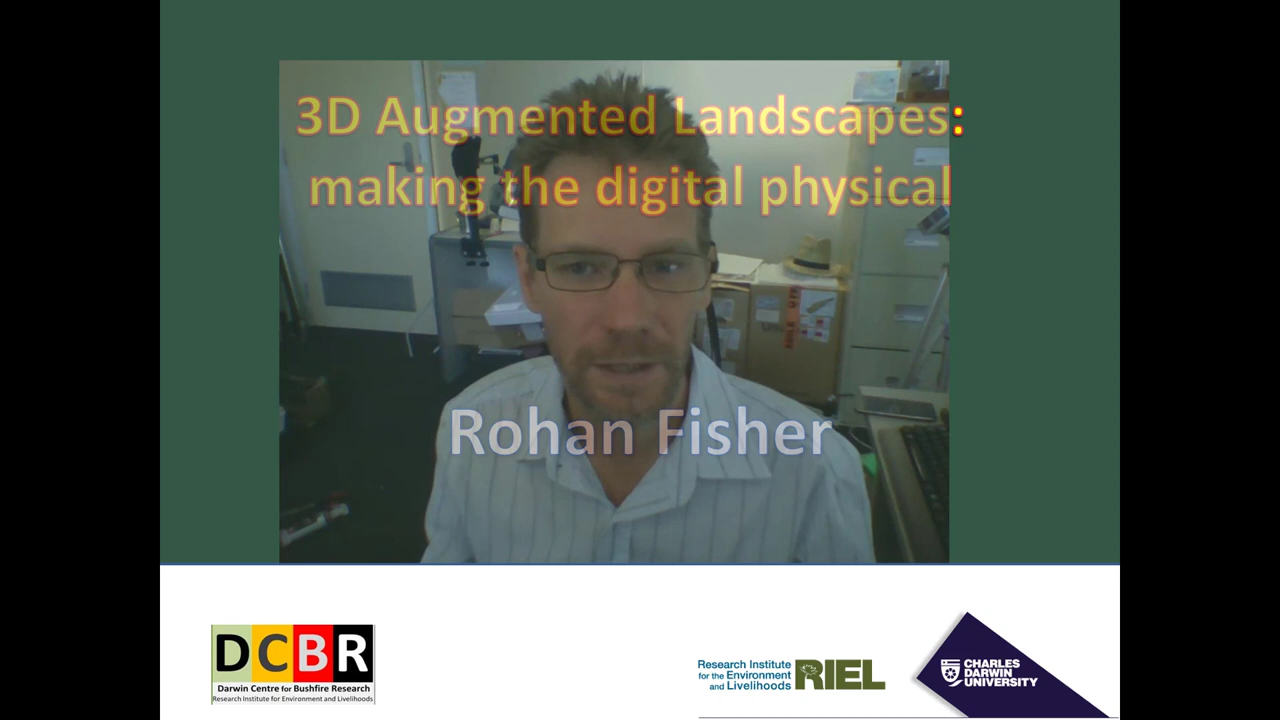 3D Augmented Landscapes:
making the digital physical
Rohan Fisher
DCBR
Darwin Centre for Bushfire Research
Research Institute for Environment and Livelihoods
Research Institute
for the Environment
and Livelihoods
RIEL
CHARLES
DARWIN
UNIVERSITY